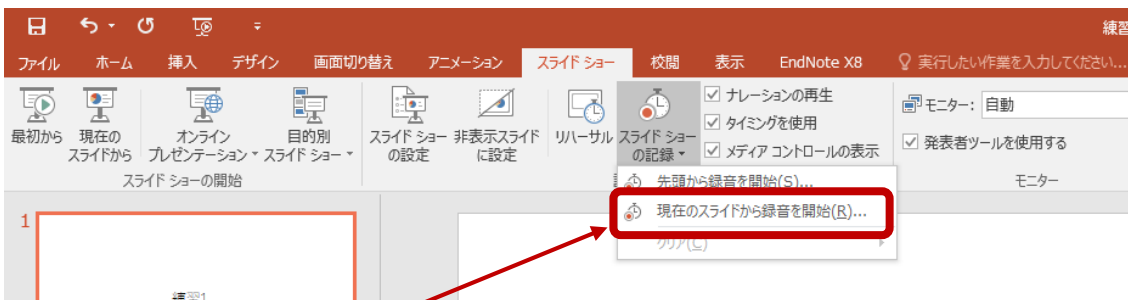 練習
ファイル ホーム 挿入 デザイン 画面切り替え アニメーション スライド ショー 校閲 表示 EndNote X8 実行したい作業を入力してください...
最初から
現在の
スライドから
オンライン
プレゼンテーション
目的別
スライド ショー
スライド ショー
の設定
非表示スライド
に設定
リハーサル
スライド ショー
の記録
ナレーションの再生
タイミングを使用
メディア コントロールの表示
モニター: 自動
発表者ツールを使用する
スライド ショーの開始
モニター
先頭から録音を開始(S)...
現在のスライドから録音を開始(R)...
クリア(C)
1
練習1